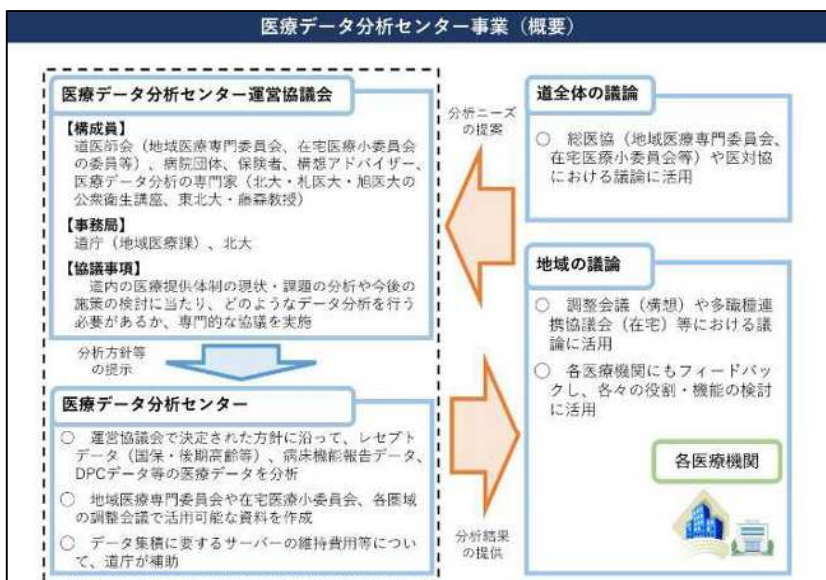 医療データ分析センター事業（概要）
医療データ分析センター運営協議会
【構成員】
道医師会（地域医療専門委員会、在宅医療小委員会
の委員等）、病院団体、保険者、構想アドバイザー、
医療データ分析の専門家（北大・札医大・旭医大の
公衆衛生講座、東北大・藤森教授）
【事務局】
道庁（地域医療課）、北大
【協議事項】
道内の医療提供体制の現状・課題の分析や今後の
施策の検討に当たり、どのようなデータ分析を行う
必要があるか、専門的な協議を実施
分析方針等
の提示
医療データ分析センター
○ 運営協議会で決定された方針に沿って、レセプト
データ（国保・後期高齢等）、病床機能報告データ、
DPCデータ等の医療データを分析
○ 地域医療専門委員会や在宅医療小委員会、各圏域
の調整会議で活用可能な資料を作成
○ データ集積に要するサーバーの維持費用等につい
て、道庁が補助
分析ニーズ
の提案
分析結果
の提供
道全体の議論
○ 総医協（地域医療専門委員会、
在宅医療小委員会等）や医対協
における議論に活用
地域の議論
○ 調整会議（構想）や多職種連
携協議会（在宅）等における議
論に活用
○ 各医療機関にもフィードバッ
クし、各々の役割・機能の検討
に活用
各医療機関